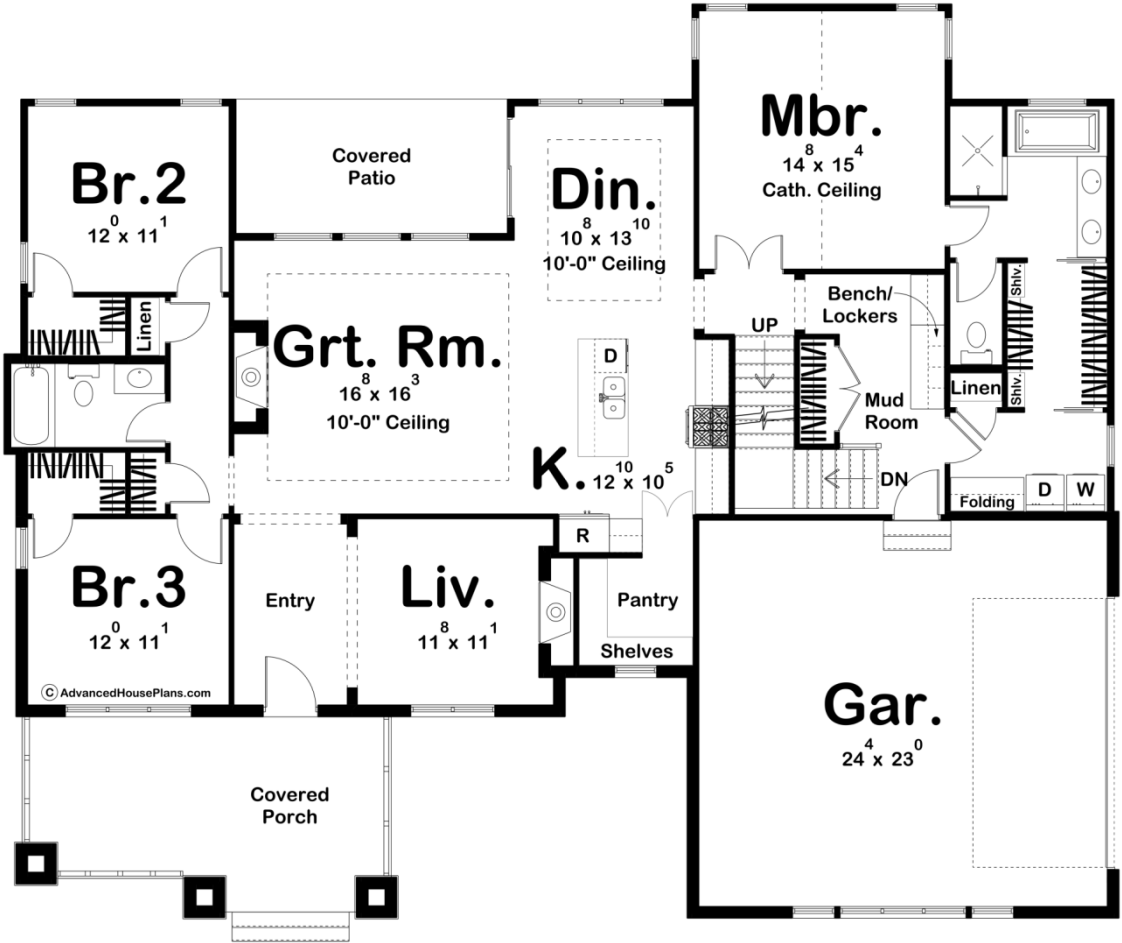 Mbr.
14⁸ x 15⁴
Cath. Ceiling
Covered
Patio
Br.2
12⁰ x 11¹
Din.
10⁸ x 13¹⁰
10'-0" Ceiling
Linen
Grt. Rm.
16⁸ x 16³
10'-0" Ceiling
D
K. 12¹⁰ x 10⁵
UP
Bench/
Lockers
Mud
Room
DN
Shlv.
Shlv.
Linen
Folding
D
W
R
Pantry
Shelves
Br.3
12⁰ x 11¹
© AdvancedHousePlans.com
Entry
Liv.
11⁸ x 11¹
Gar.
24⁴ x 23⁰
Covered
Porch